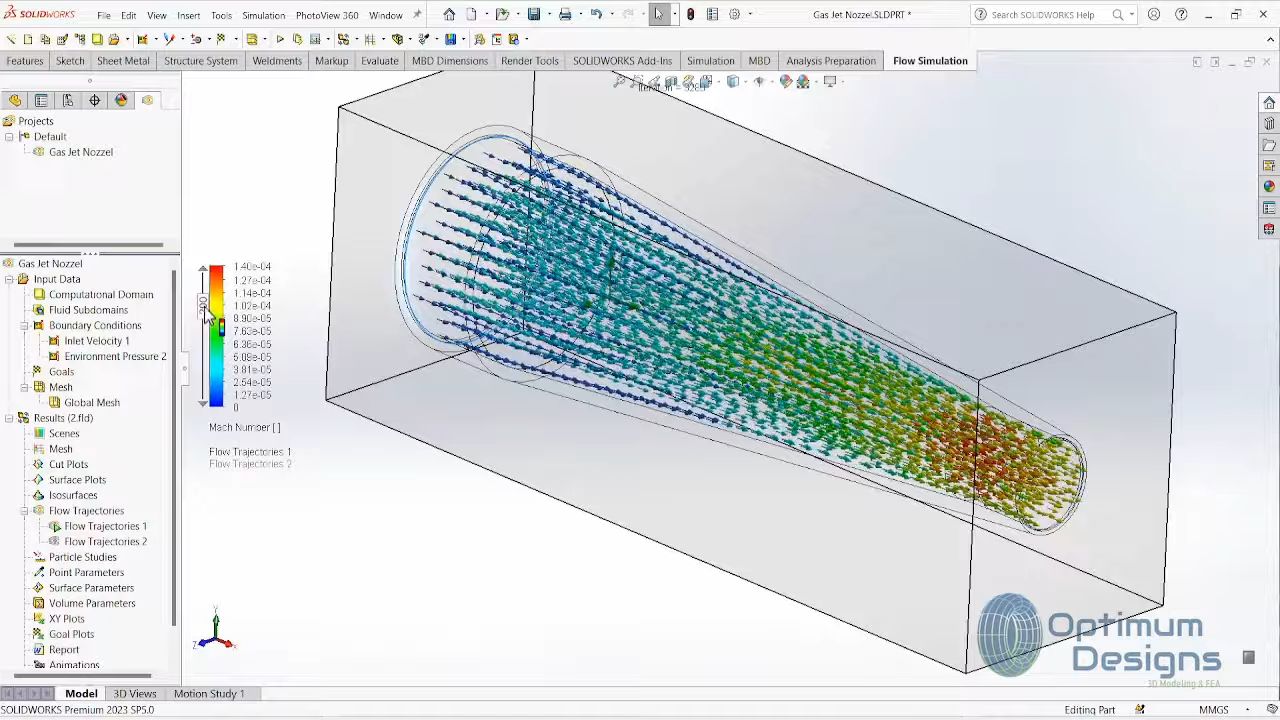 SOLIDWORKS
File Edit View Insert Tools Simulation PhotoView 360 Window
Gas Jet Nozzel.SLDPRT *
Search SOLIDWORKS Help
Features Sketch Sheet Metal Structure System Weldments Markup Evaluate MBD Dimensions Render Tools SOLIDWORKS Add-Ins Simulation MBD Analysis Preparation Flow Simulation
Projects
Default
Gas Jet Nozzel
Gas Jet Nozzel
Input Data
Computational Domain
Fluid Subdomains
Boundary Conditions
Inlet Velocity 1
Environment Pressure 2
Goals
Mesh
Global Mesh
Results (2.fld)
Scenes
Mesh
Cut Plots
Surface Plots
Isosurfaces
Flow Trajectories
Flow Trajectories 1
Flow Trajectories 2
Particle Studies
Point Parameters
Surface Parameters
Volume Parameters
XY Plots
Goal Plots
Report
Animations
200
1.40e-04
1.27e-04
1.14e-04
1.02e-04
8.90e-05
7.63e-05
6.36e-05
5.09e-05
3.81e-05
2.54e-05
1.27e-05
0
Mach Number [ ]
Flow Trajectories 1
Flow Trajectories 2
Y
Z
X
Optimum
Designs
3D Modeling & FEA
Model 3D Views Motion Study 1
SOLIDWORKS Premium 2023 SP5.0
Editing Part
MMGS